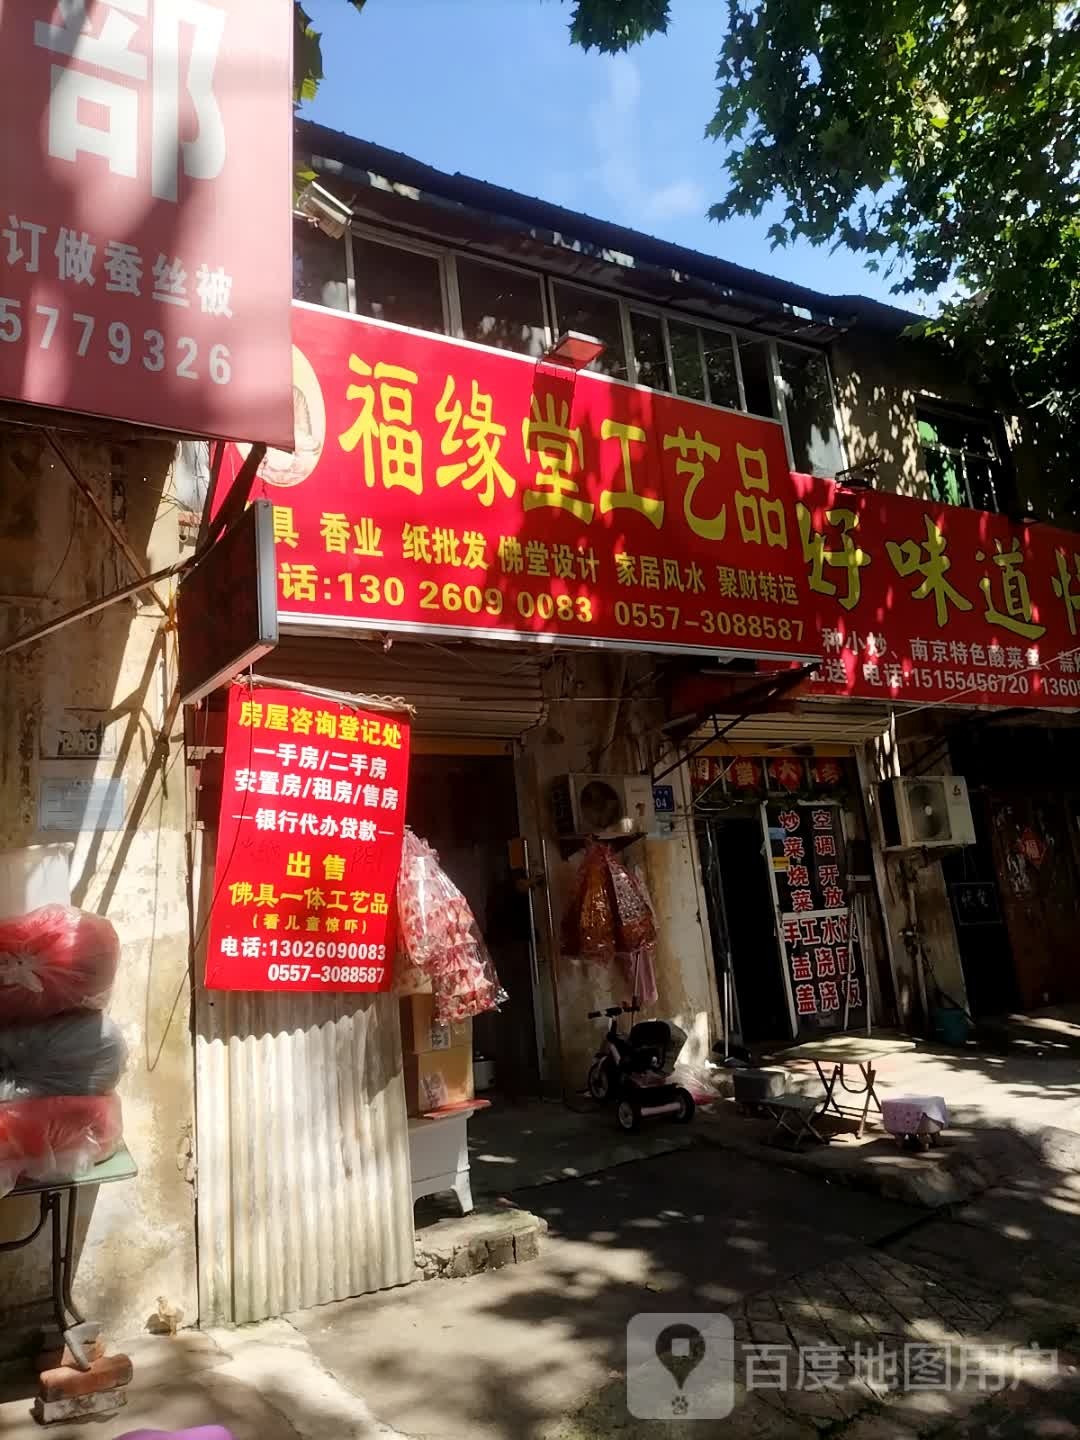 部
订做蚕丝被
5779326
福缘堂工艺品
具 香业 纸批发 佛堂设计 家居风水 聚财转运
话:130 2609 0083 0557-3088587
好味道
种小炒、南京特色酸菜鱼、蒜
送 电话:15155456720 1360
房屋咨询登记处
一手房/二手房
安置房/租房/售房
—银行代办贷款—
出售
佛具一体工艺品
(看儿童惊吓)
电话:13026090083
0557-3088587
空调开放
炒菜烧菜
手工水饺
盖浇面
盖浇饭
百度地图用户